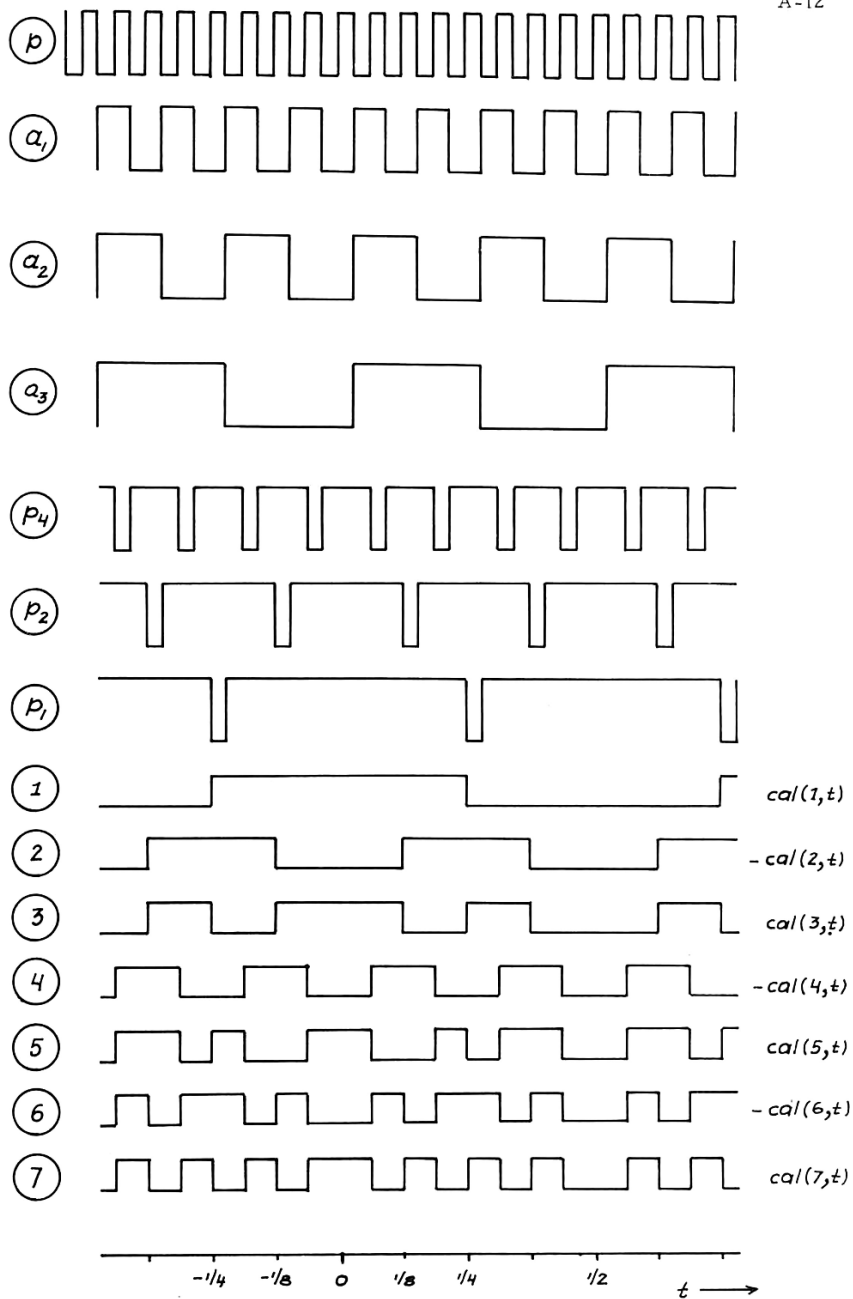 A-12
p
a₁
a₂
a₃
p₄
p₂
p₁
1 cal(1,t)
2 -cal(2,t)
3 cal(3,t)
4 -cal(4,t)
5 cal(5,t)
6 -cal(6,t)
7 cal(7,t)
-1/4 -1/8 0 1/8 1/4 1/2 t